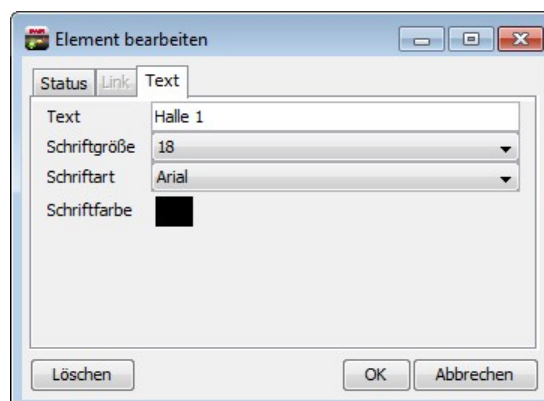 Element bearbeiten
Status Link Text
Text Halle 1
Schriftgröße 18
Schriftart Arial
Schriftfarbe
Löschen OK Abbrechen